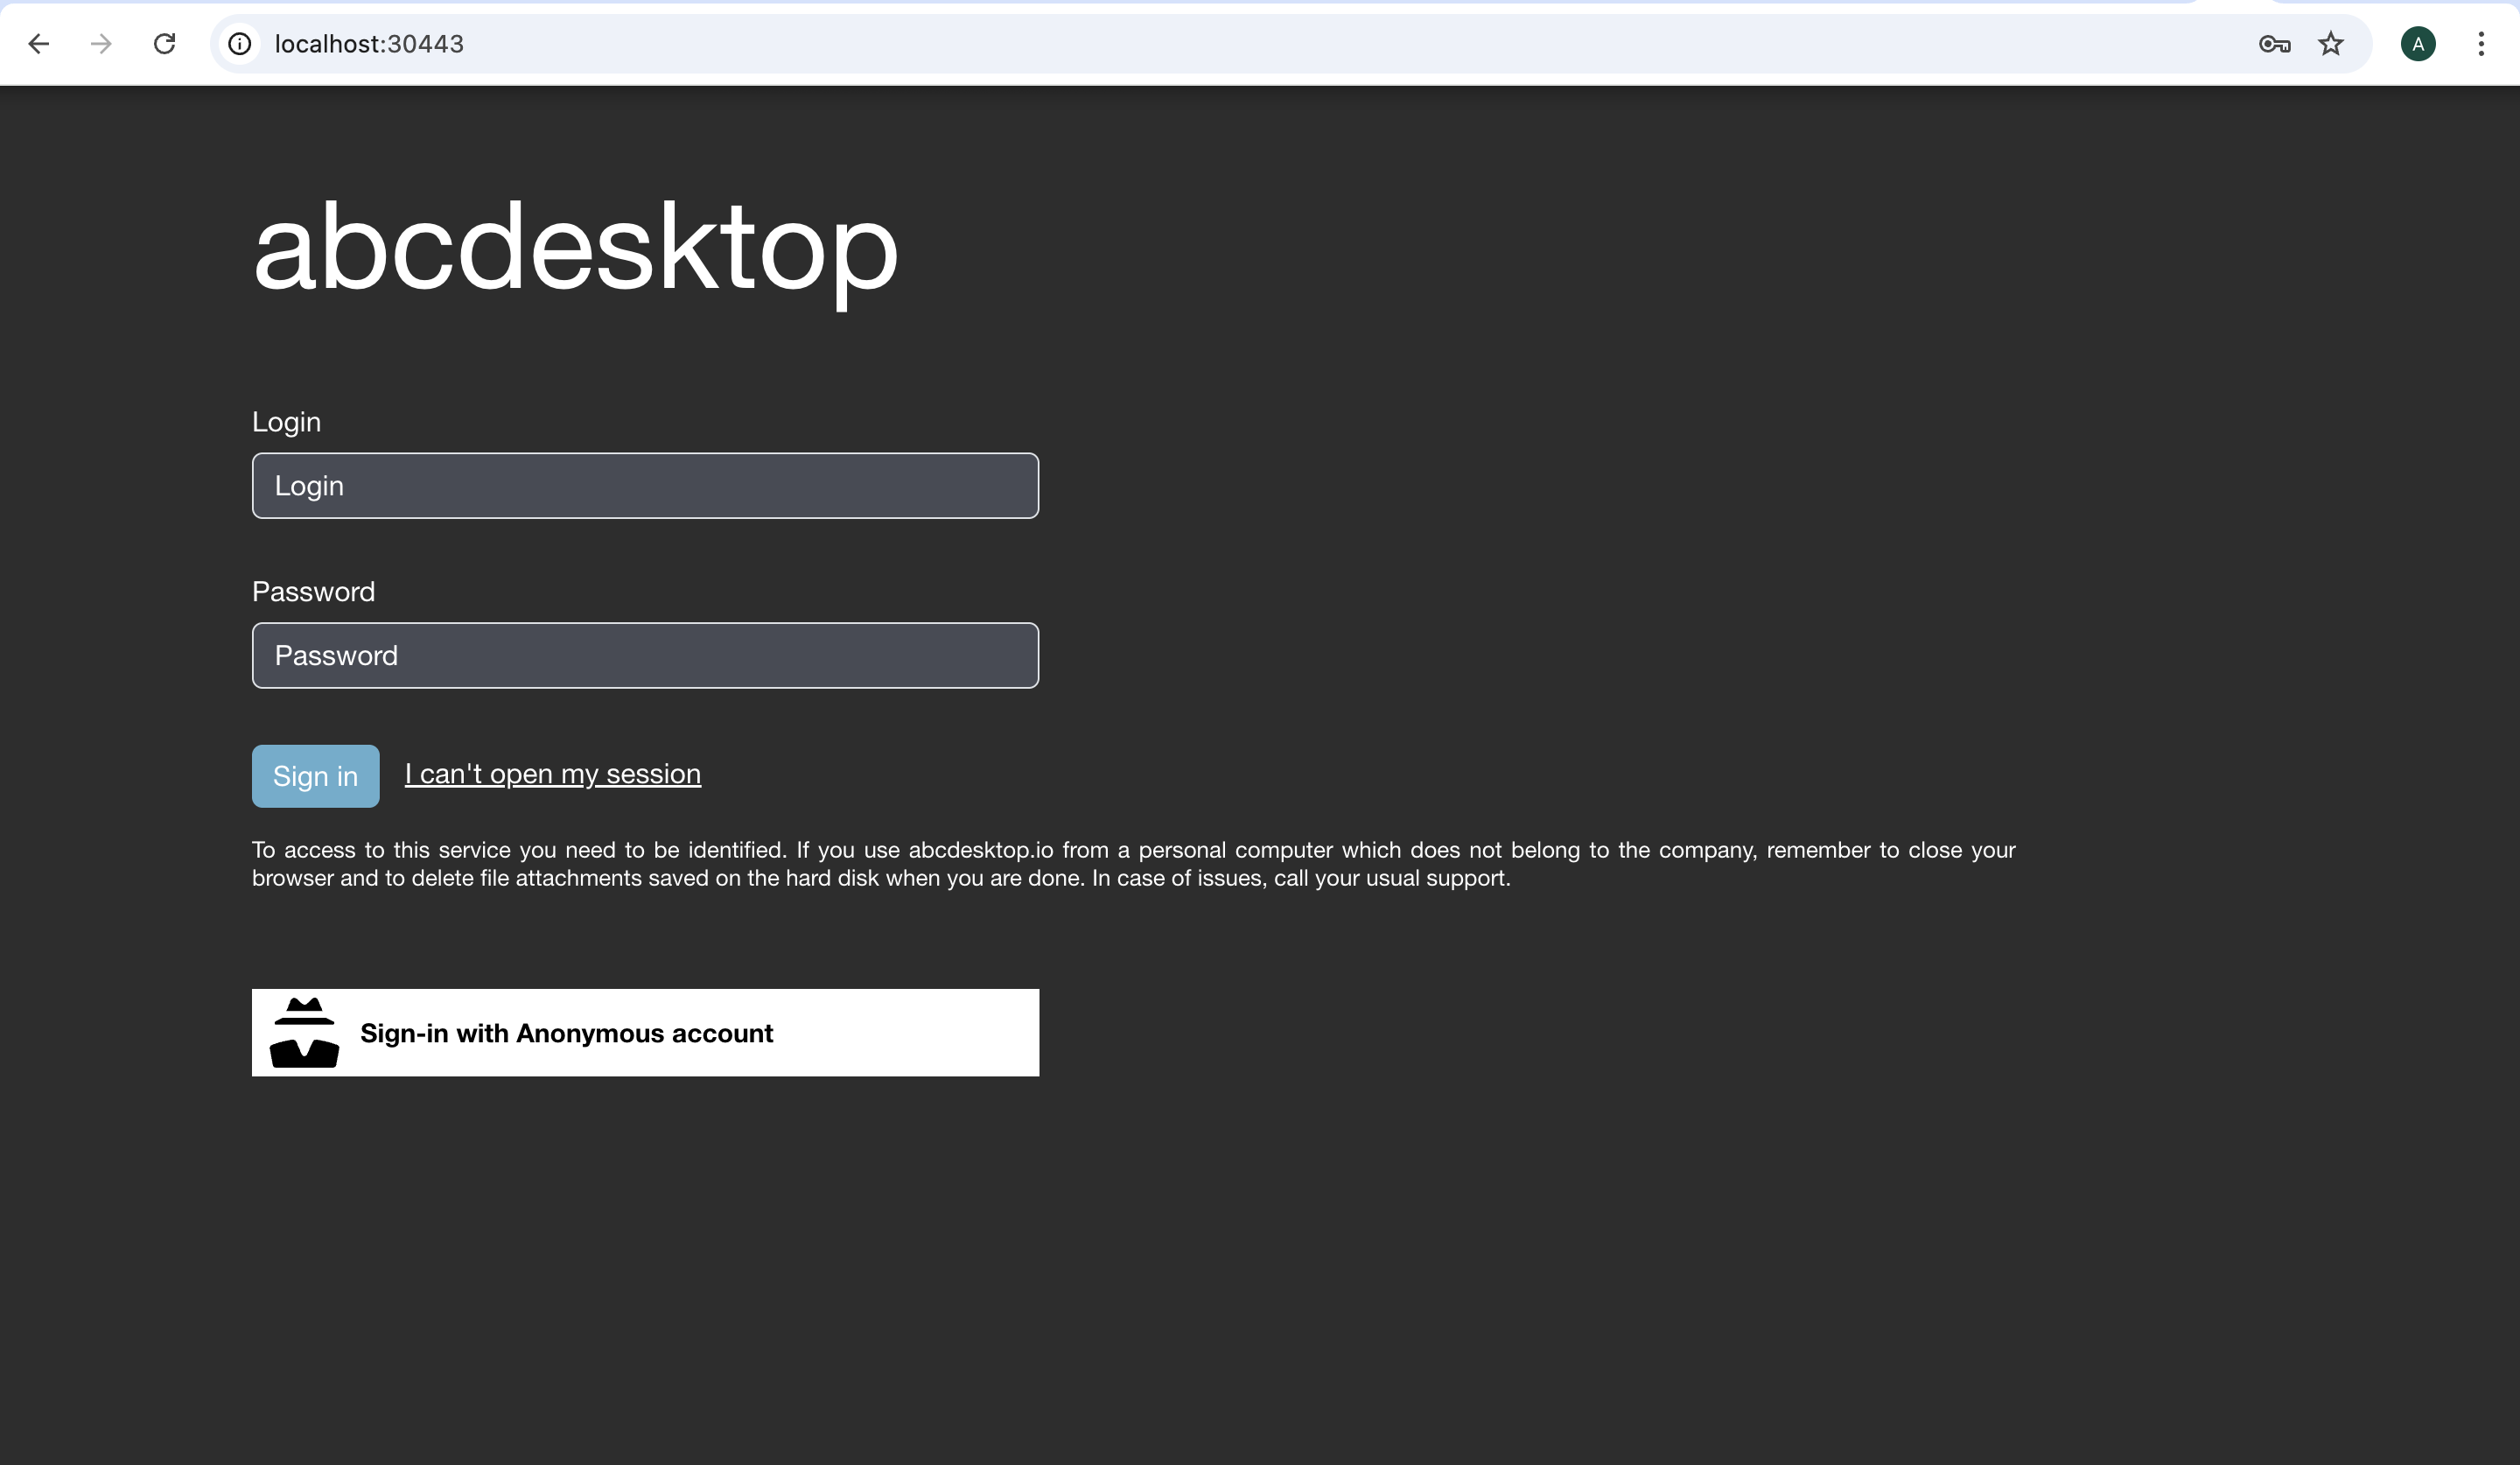 localhost:30443
A
abcdesktop
Login
Login
Password
Password
Sign in
I can't open my session
To access to this service you need to be identified. If you use abcdesktop.io from a personal computer which does not belong to the company, remember to close your
browser and to delete file attachments saved on the hard disk when you are done. In case of issues, call your usual support.
Sign-in with Anonymous account